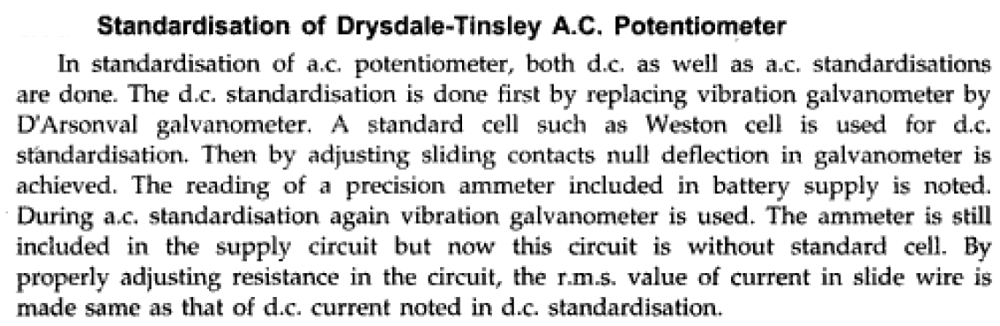 Standardisation of Drysdale-Tinsley A.C. Potentiometer
In standardisation of a.c. potentiometer, both d.c. as well as a.c. standardisations
are done. The d.c. standardisation is done first by replacing vibration galvanometer by
D'Arsonval galvanometer. A standard cell such as Weston cell is used for d.c.
standardisation. Then by adjusting sliding contacts null deflection in galvanometer is
achieved. The reading of a precision ammeter included in battery supply is noted.
During a.c. standardisation again vibration galvanometer is used. The ammeter is still
included in the supply circuit but now this circuit is without standard cell. By
properly adjusting resistance in the circuit, the r.m.s. value of current in slide wire is
made same as that of d.c. current noted in d.c. standardisation.